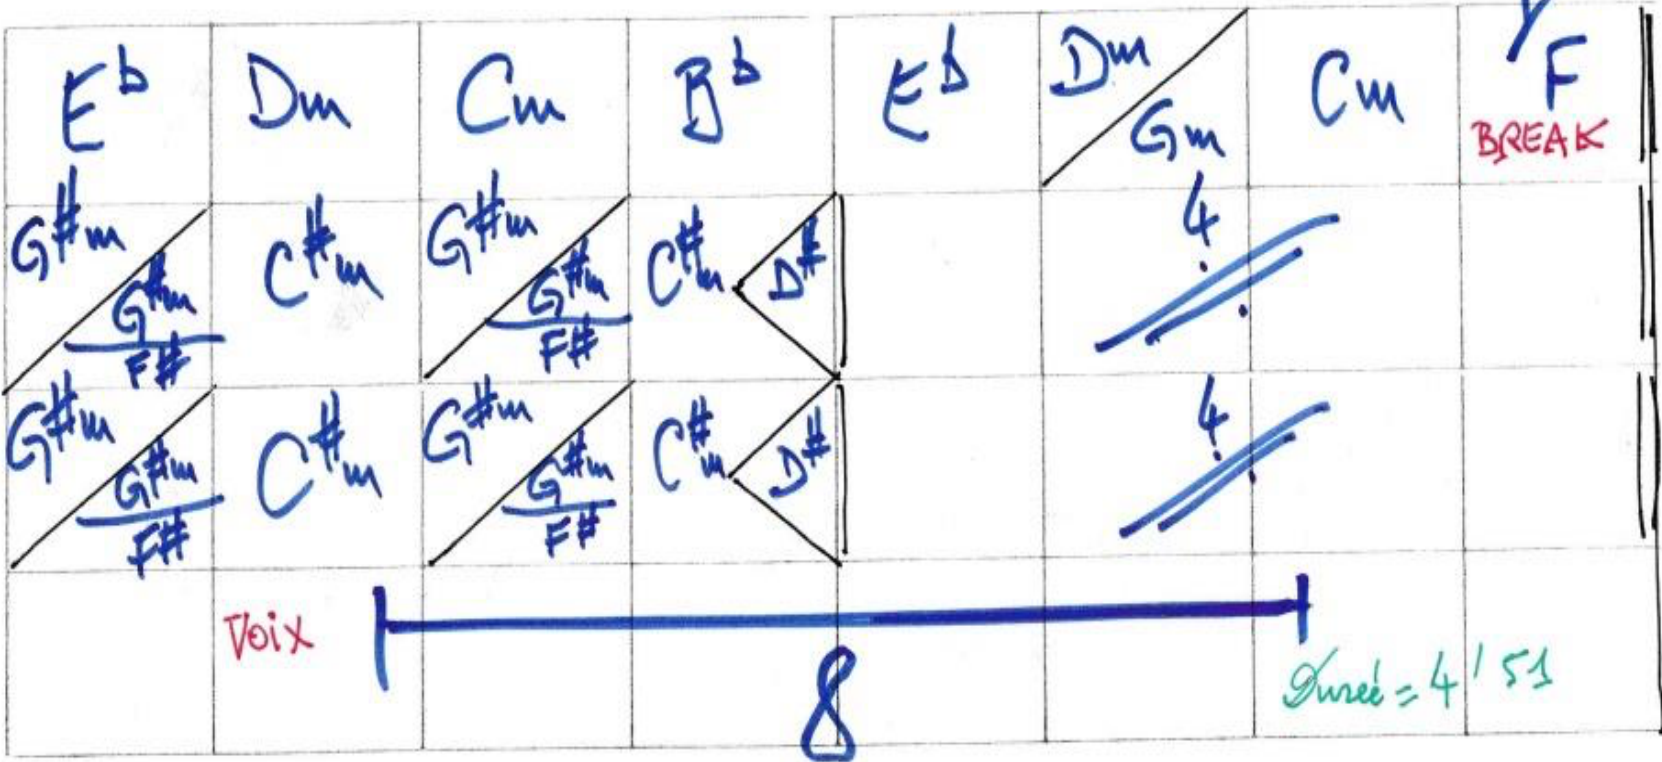 E♭ Dm Cm B♭ E♭ Dm Gm Cm F
BREAK
G#m G#m/F# C#m G#m G#m/F# C#m D# 4
G#m G#m/F# C#m G#m G#m/F# C#m D# 4
Voix 8 Durée = 4'51